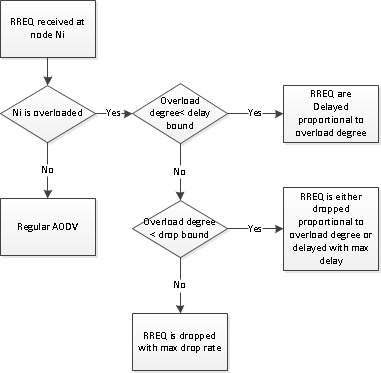 RREQ received at
node Ni
Ni is overloaded
Yes
Overload
degree< delay
bound
Yes
RREQ are
Delayed
proportional to
overload degree
No
No
Regular AODV
Overload degree
< drop bound
Yes
RREQ is either
dropped
proportional to
overload degree or
delayed with max
delay
No
RREQ is dropped
with max drop rate